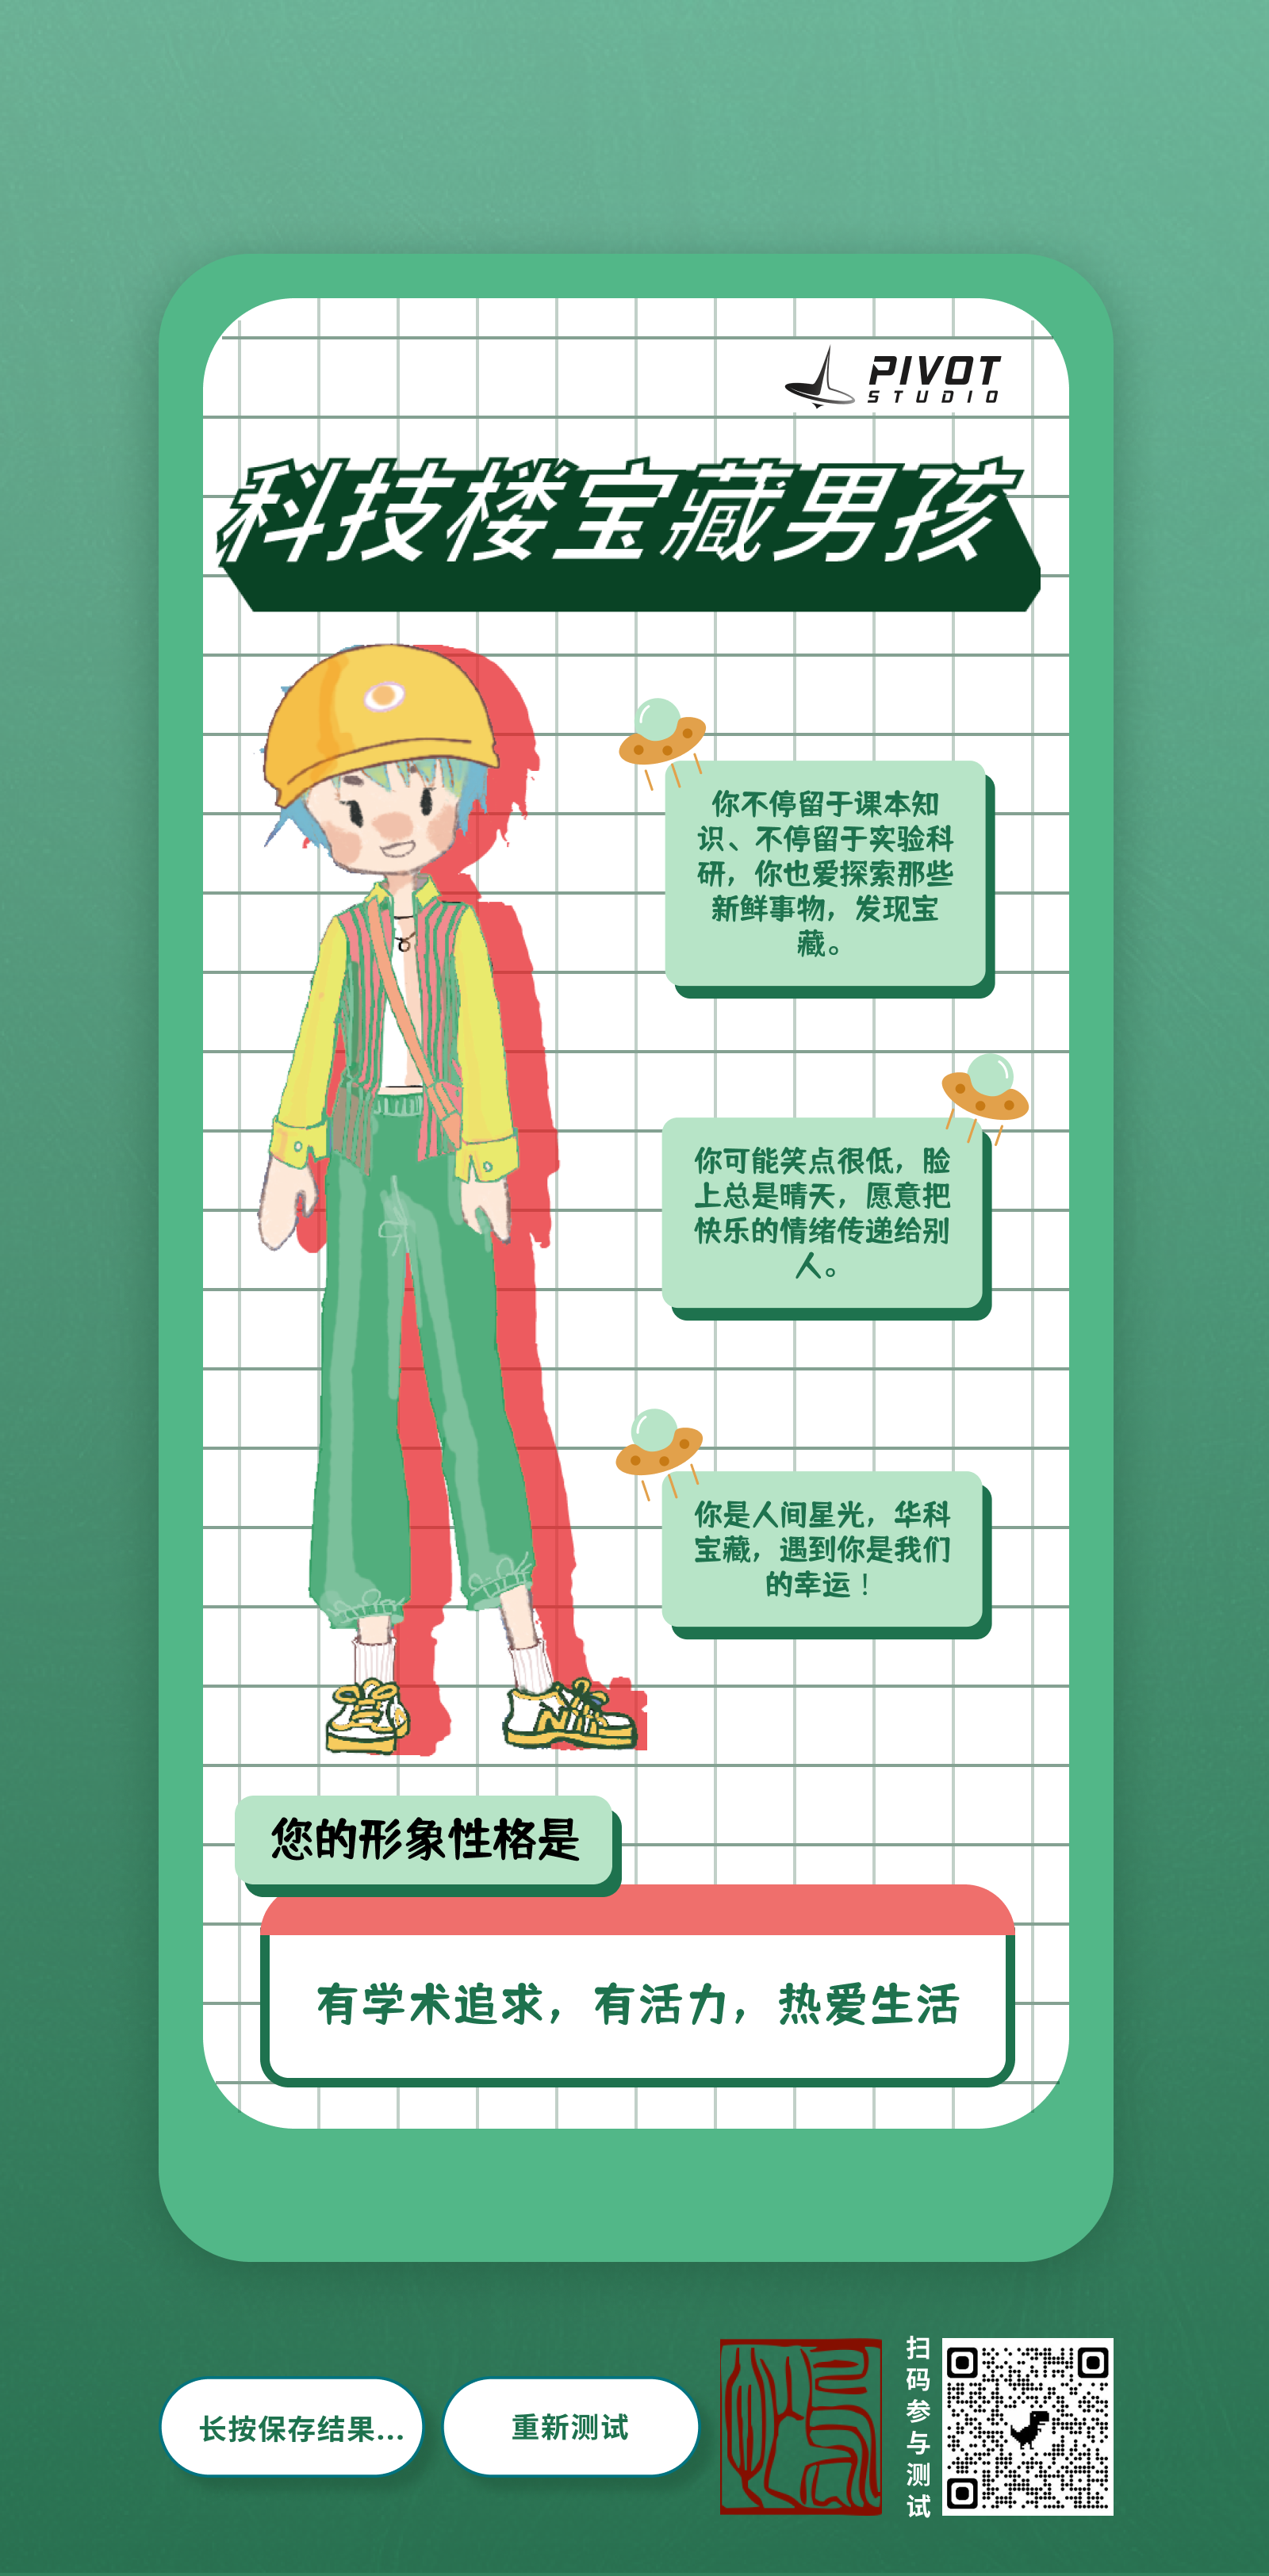 PIVOT
STUDIO
科技楼宝藏男孩
你不停留于课本知
识、不停留于实验科
研，你也爱探索那些
新鲜事物，发现宝
藏。
你可能笑点很低，脸
上总是晴天，愿意把
快乐的情绪传递给别
人。
你是人间星光，华科
宝藏，遇到你是我们
的幸运！
您的形象性格是
有学术追求，有活力，热爱生活
长按保存结果...
重新测试
扫码参与测试